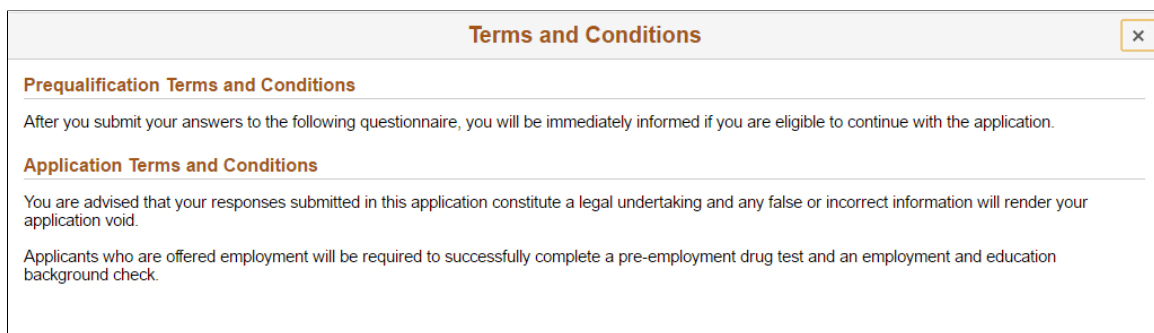 Terms and Conditions
×
Prequalification Terms and Conditions
After you submit your answers to the following questionnaire, you will be immediately informed if you are eligible to continue with the application.
Application Terms and Conditions
You are advised that your responses submitted in this application constitute a legal undertaking and any false or incorrect information will render your
application void.
Applicants who are offered employment will be required to successfully complete a pre-employment drug test and an employment and education
background check.